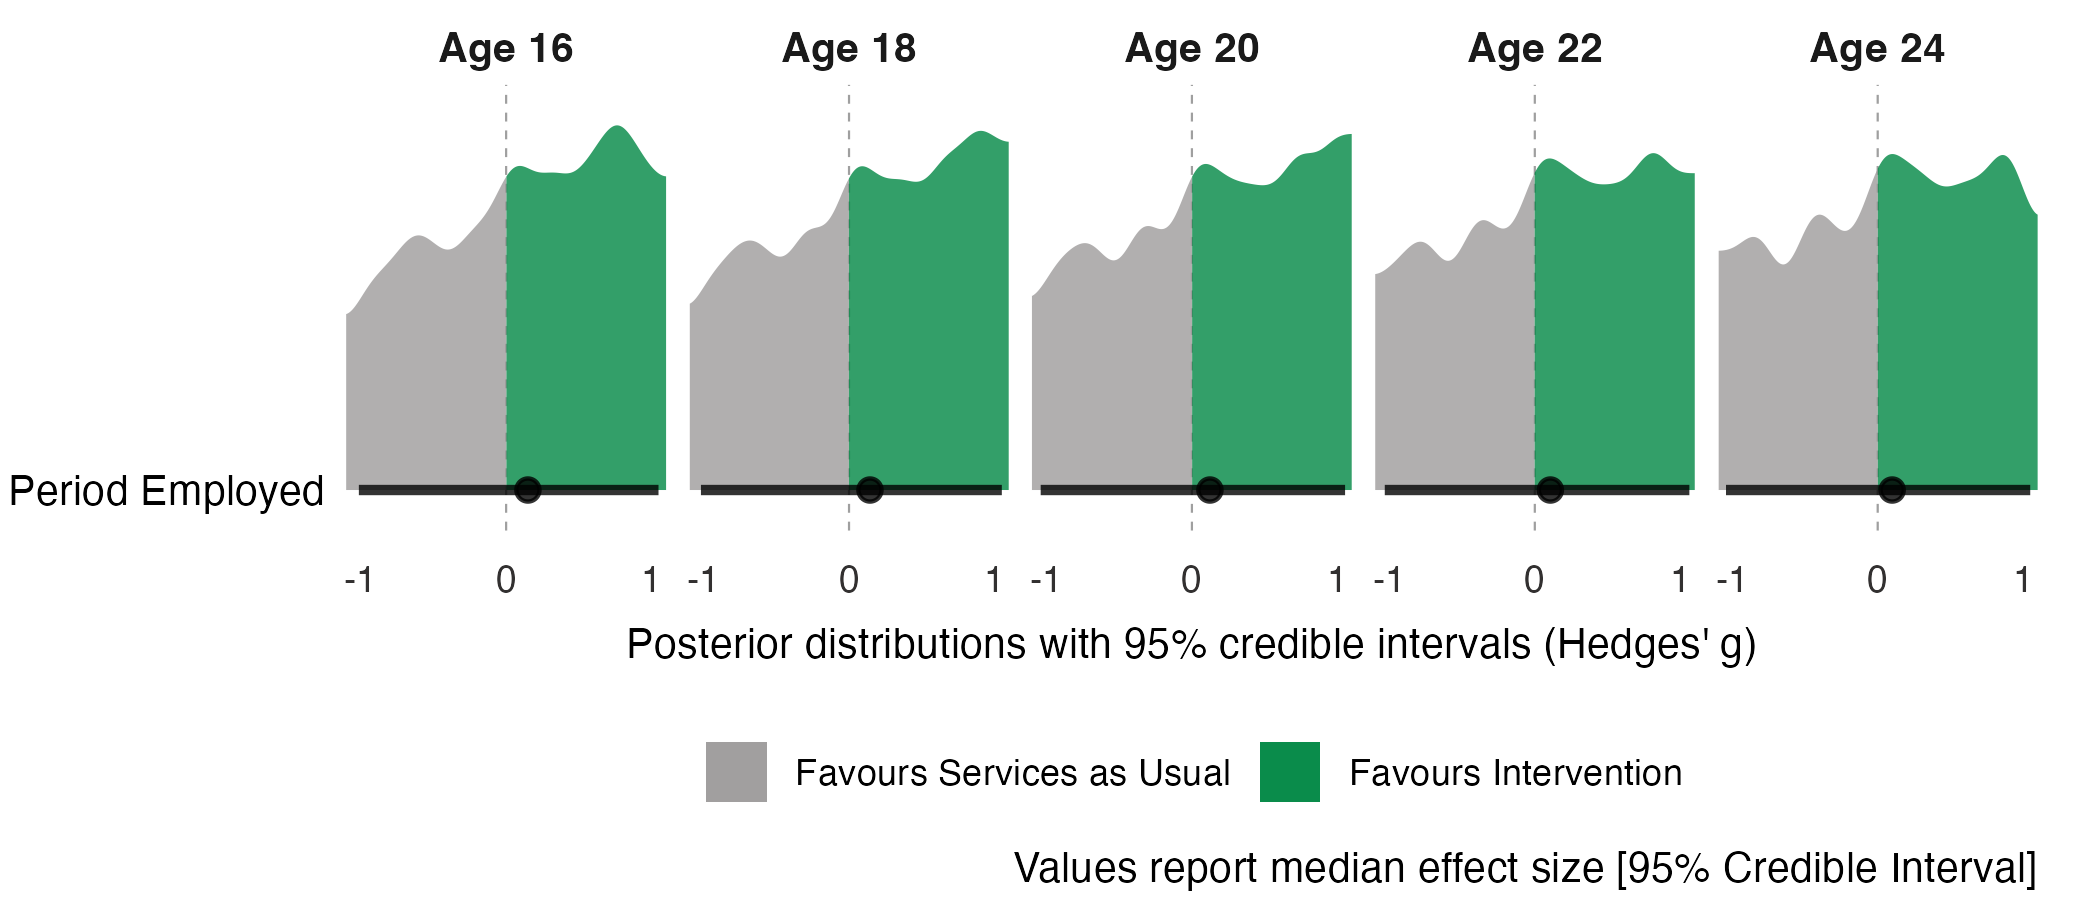 Age 16 Age 18 Age 20 Age 22 Age 24
Period Employed
-1 0 1 -1 0 1 -1 0 1 -1 0 1 -1 0 1
Posterior distributions with 95% credible intervals (Hedges' g)
Favours Services as Usual Favours Intervention
Values report median effect size [95% Credible Interval]